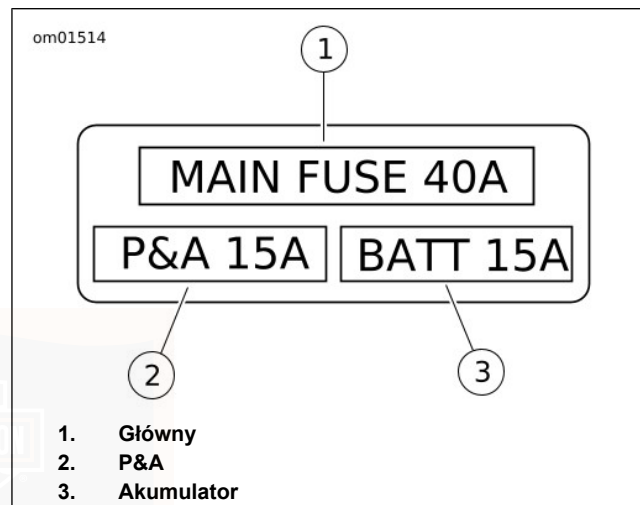 om01514
1
MAIN FUSE 40A
P&A 15A BATT 15A
2 3
1. Główny
2. P&A
3. Akumulator